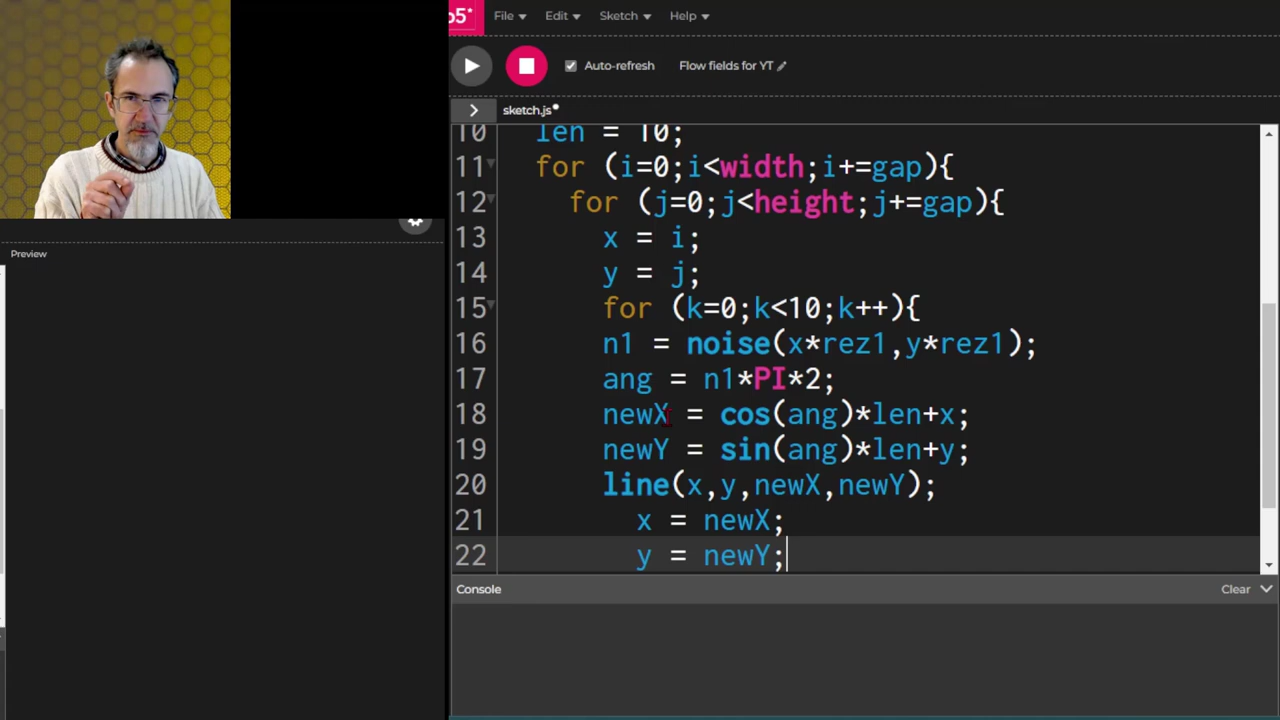 p5* File Edit Sketch Help
Auto-refresh Flow fields for YT
sketch.js*
Preview
10 len = 10;
11 for (i=0;i<width;i+=gap){
12 for (j=0;j<height;j+=gap){
13 x = i;
14 y = j;
15 for (k=0;k<10;k++){
16 n1 = noise(x*rez1,y*rez1);
17 ang = n1*PI*2;
18 newX = cos(ang)*len+x;
19 newY = sin(ang)*len+y;
20 line(x,y,newX,newY);
21 x = newX;
22 y = newY;
Console Clear